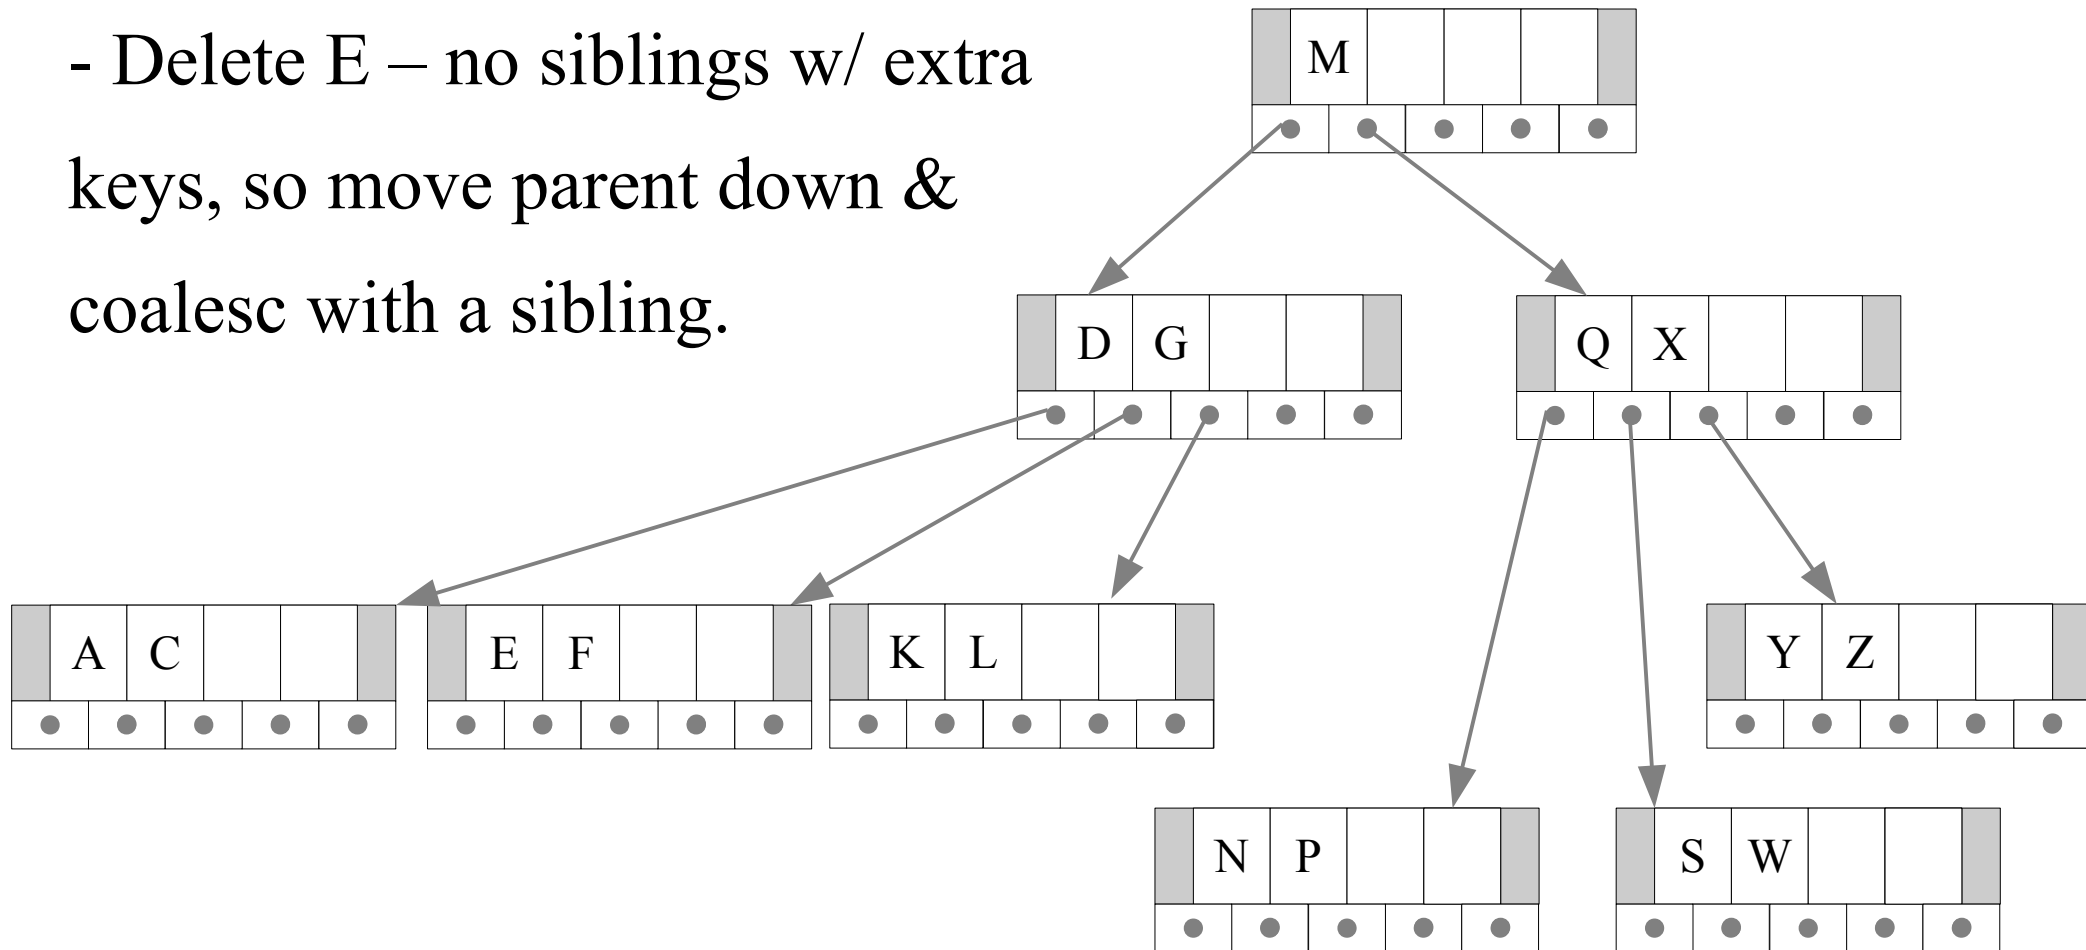 - Delete E – no siblings w/ extra
keys, so move parent down &
coalesc with a sibling.
M
D G
Q X
A C
E F
K L
Y Z
N P
S W